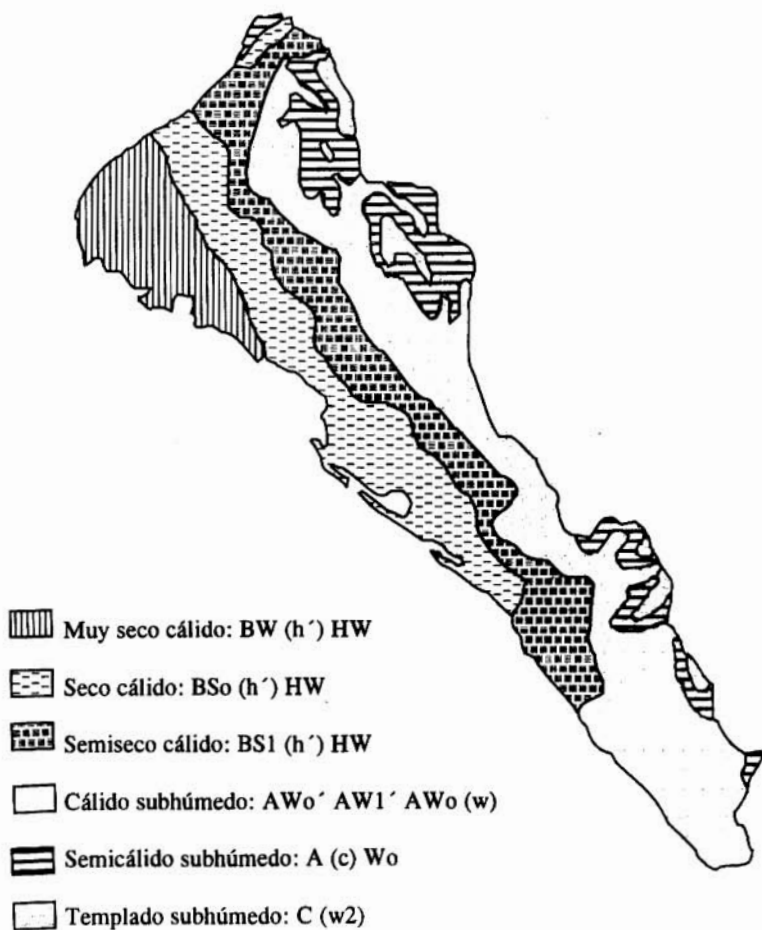 Muy seco cálido: BW (h´) HW
Seco cálido: BSo (h´) HW
Semiseco cálido: BS1 (h´) HW
Cálido subhúmedo: AWo´ AW1´ AWo (w)
Semicálido subhúmedo: A (c) Wo
Templado subhúmedo: C (w2)